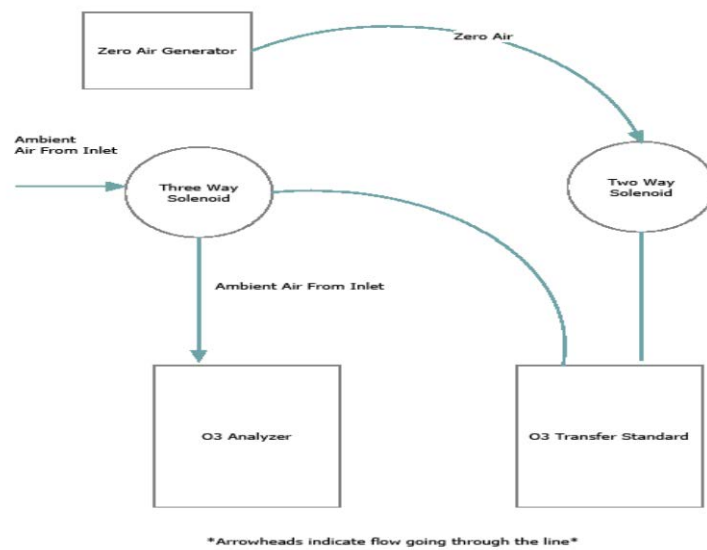 Zero Air Generator
Zero Air
Ambient
Air From Inlet
Three Way
Solenoid
Two Way
Solenoid
Ambient Air From Inlet
O3 Analyzer
O3 Transfer Standard
*Arrowheads indicate flow going through the line*